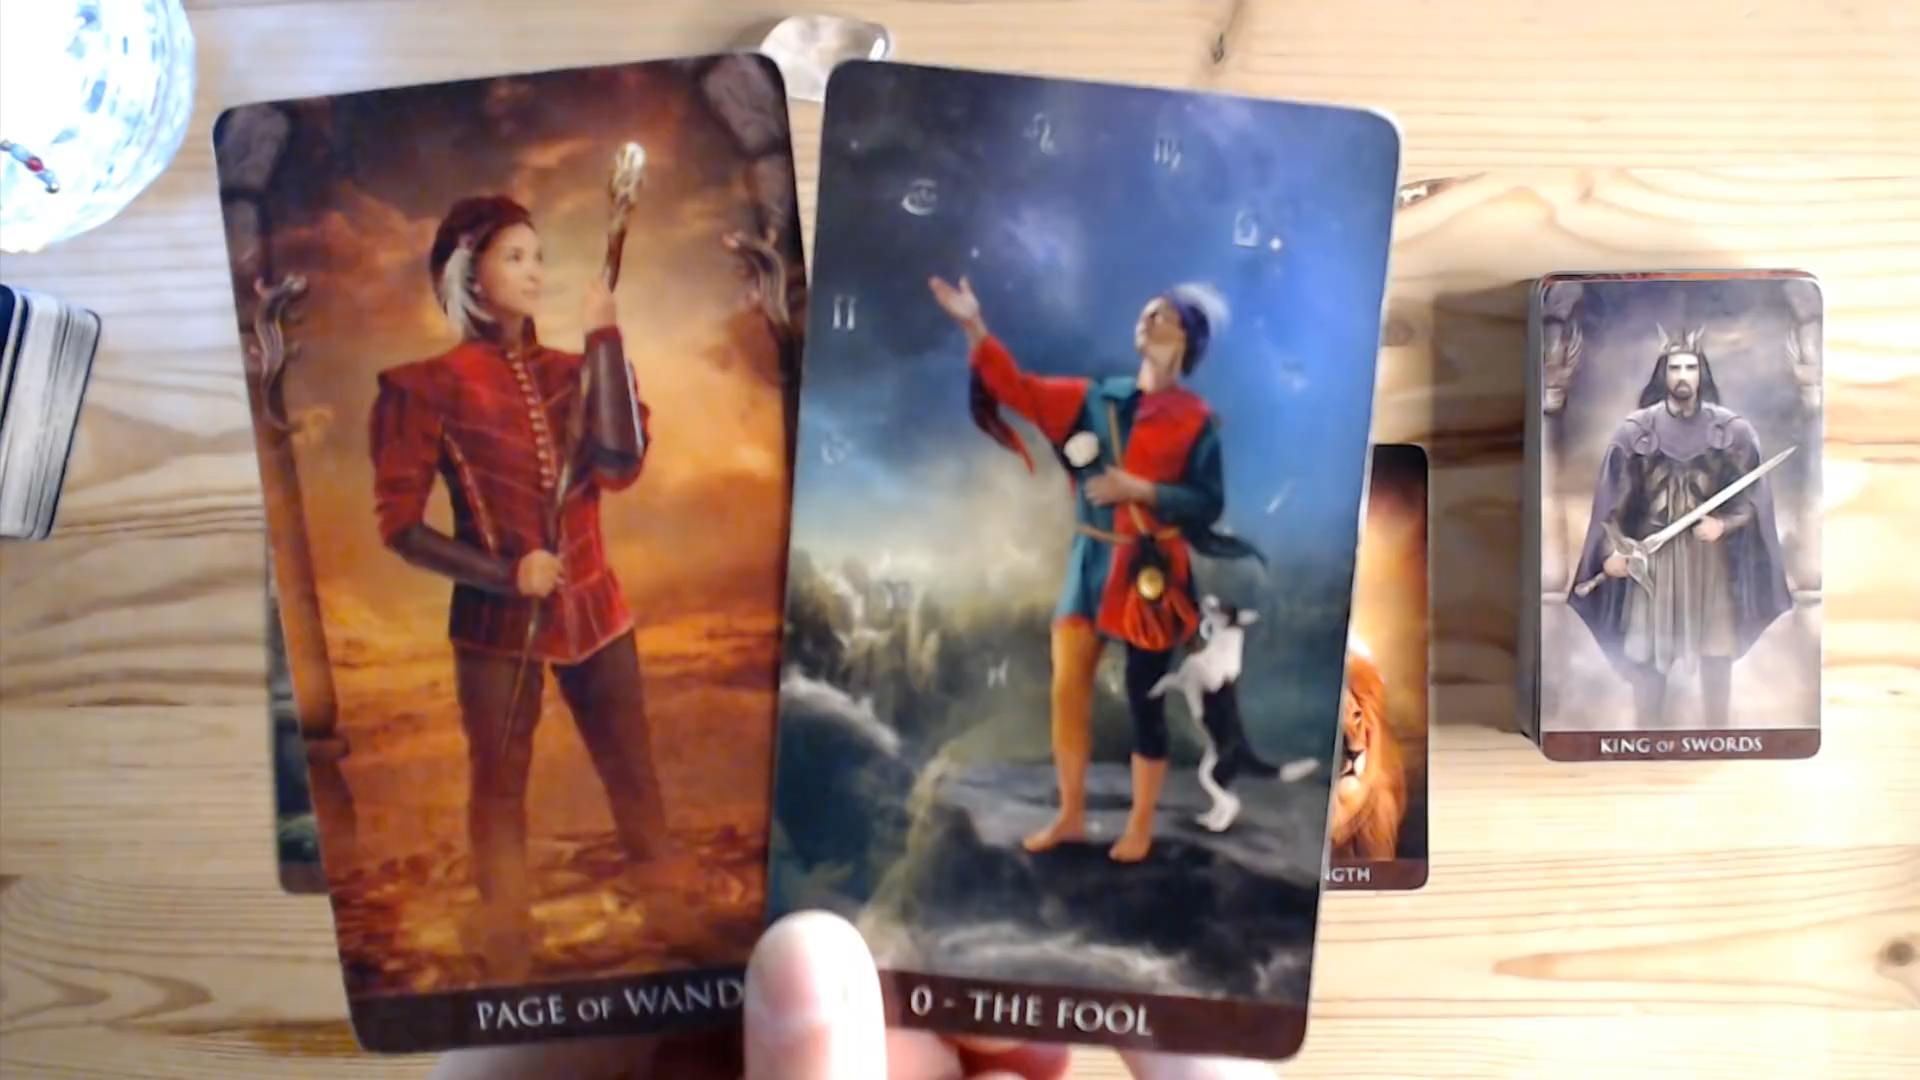 PAGE OF WAND
0 - THE FOOL
NGTH
KING OF SWORDS